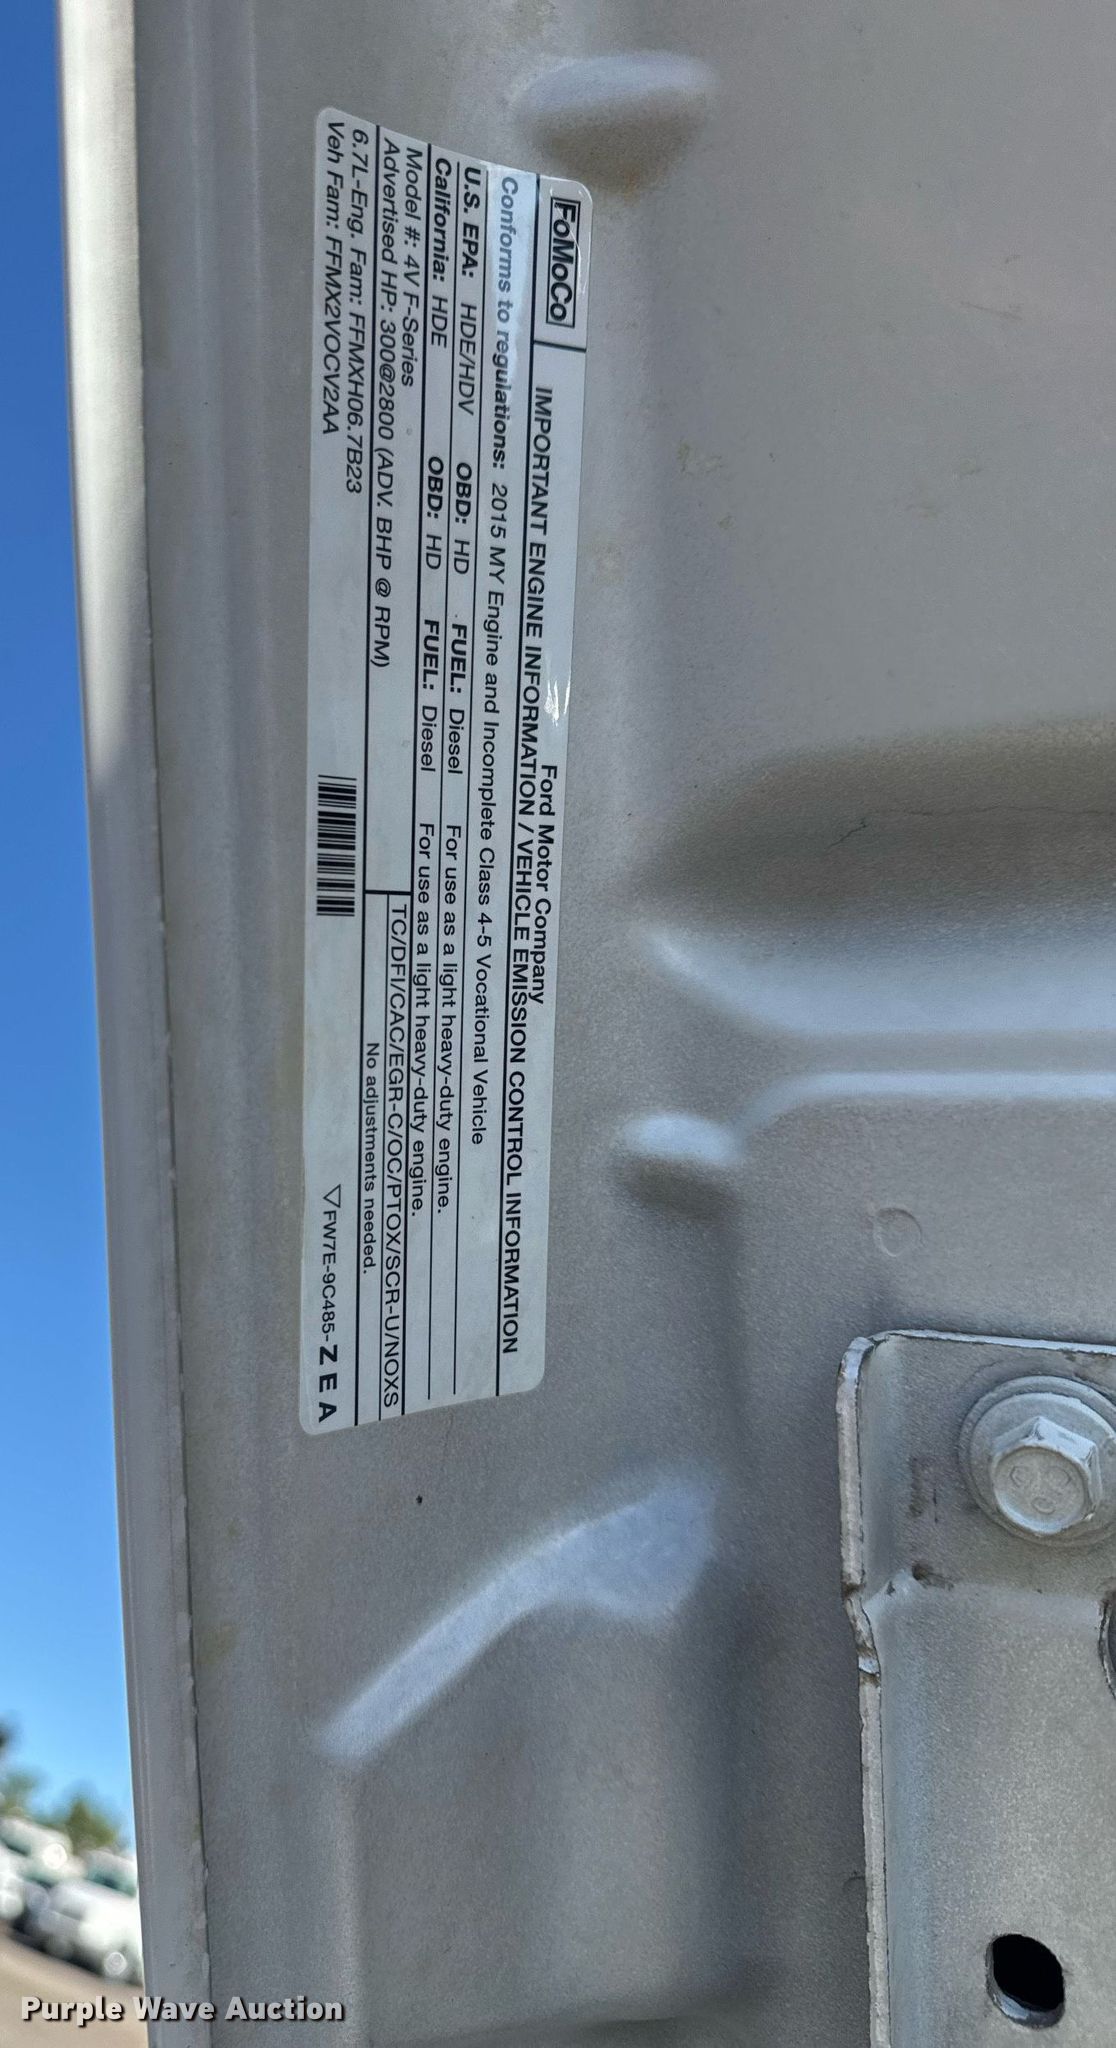 FoMoCo
Ford Motor Company
IMPORTANT ENGINE INFORMATION / VEHICLE EMISSION CONTROL INFORMATION
Conforms to regulations: 2015 MY Engine and Incomplete Class 4-5 Vocational Vehicle
U.S. EPA: HDE/HDV OBD: HD FUEL: Diesel For use as a light heavy-duty engine.
California: HDE OBD: HD FUEL: Diesel For use as a light heavy-duty engine.
Model #: 4V F-Series
TC/DFI/CAC/EGR-C/OC/PTOX/SCR-U/NOXS
Advertised HP: 300@2800 (ADV. BHP @ RPM)
No adjustments needed.
6.7L-Eng. Fam: FFMXH06.7B23
Veh Fam: FFMX2VOCV2AA
FW7E-9C485-ZEA
Purple Wave Auction